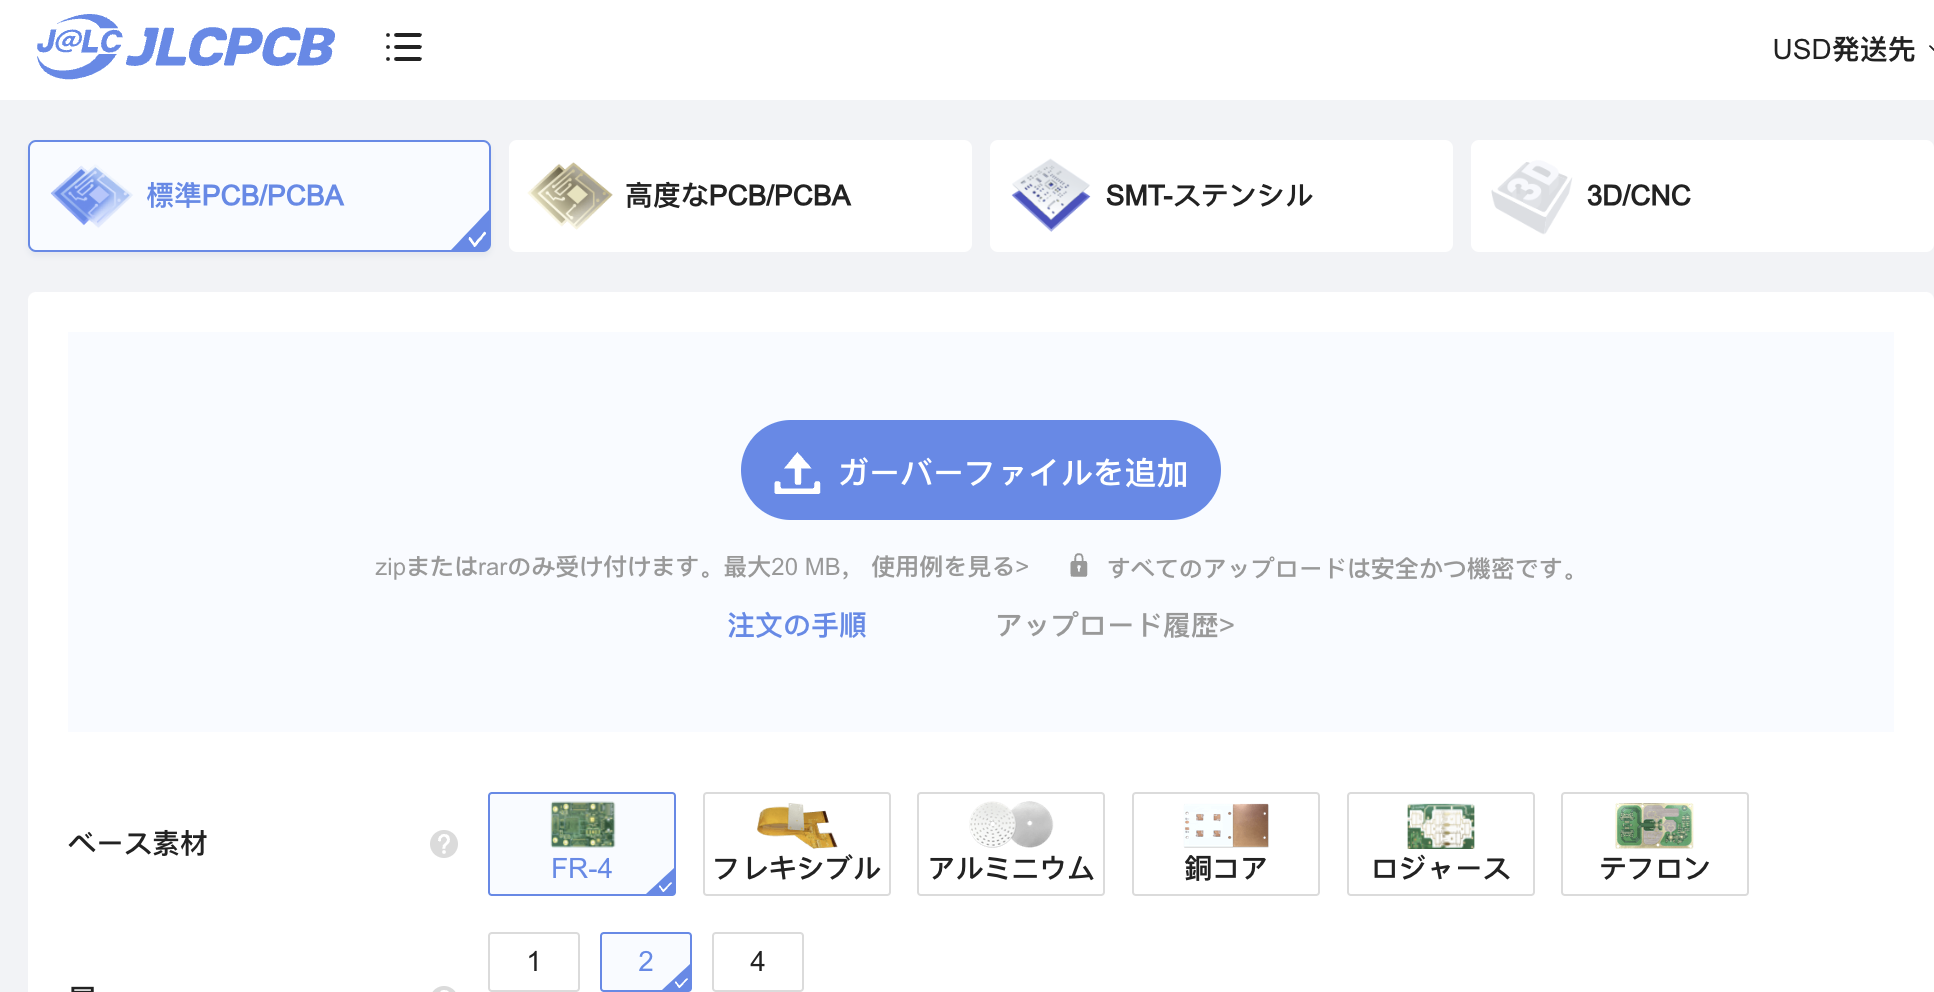 J@LC JLCPCB
USD発送先
標準PCB/PCBA
高度なPCB/PCBA
SMT-ステンシル
3D
3D/CNC
ガーバーファイルを追加
zipまたはrarのみ受け付けます。最大20 MB， 使用例を見る> すべてのアップロードは安全かつ機密です。
注文の手順 アップロード履歴>
ベース素材 ?
FR-4
フレキシブル
アルミニウム
銅コア
ロジャース
テフロン
1 2 4